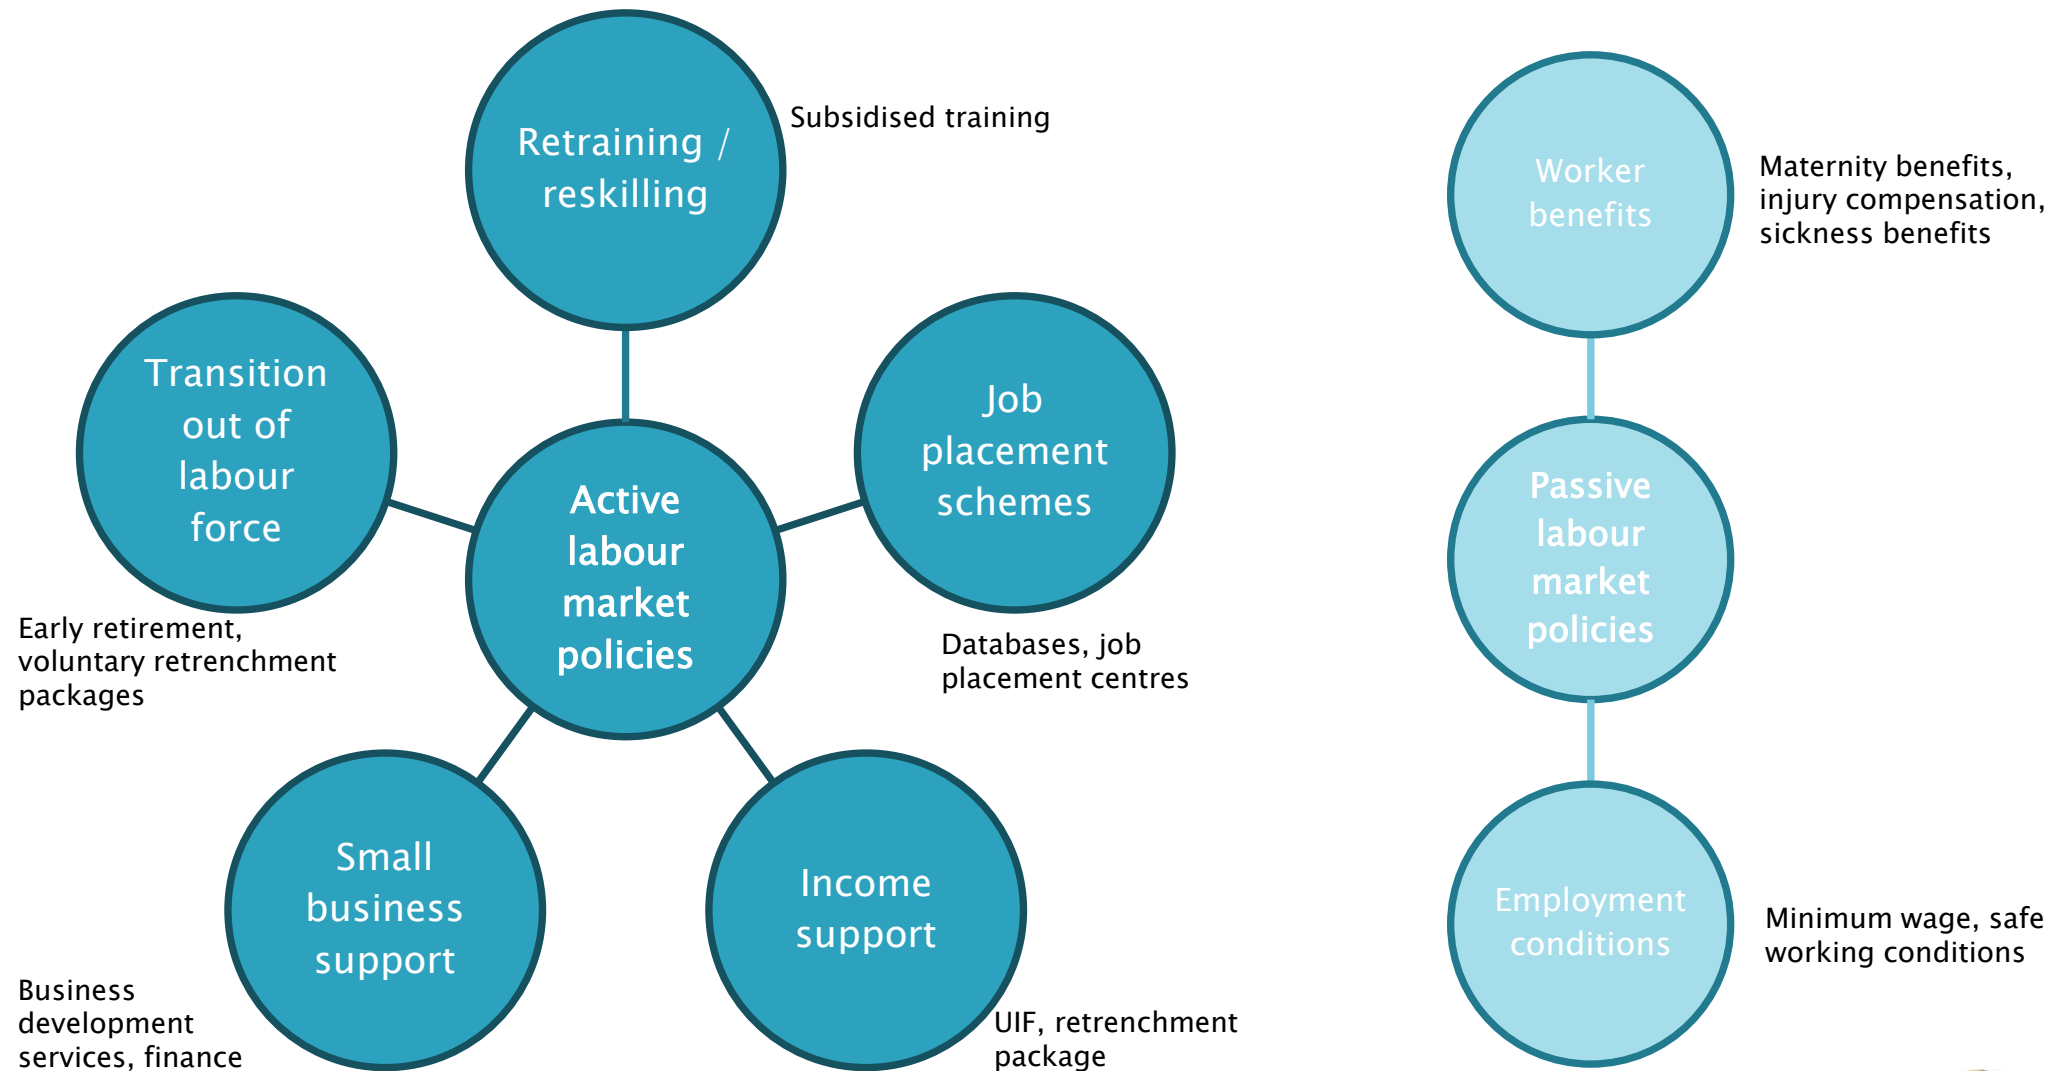 Retraining /
reskilling
Subsidised training
Transition
out of
labour
force
Early retirement,
voluntary retrenchment
packages
Active
labour
market
policies
Job
placement
schemes
Databases, job
placement centres
Small
business
support
Business
development
services, finance
Income
support
UIF, retrenchment
package
Worker
benefits
Maternity benefits,
injury compensation,
sickness benefits
Passive
labour
market
policies
Employment
conditions
Minimum wage, safe
working conditions